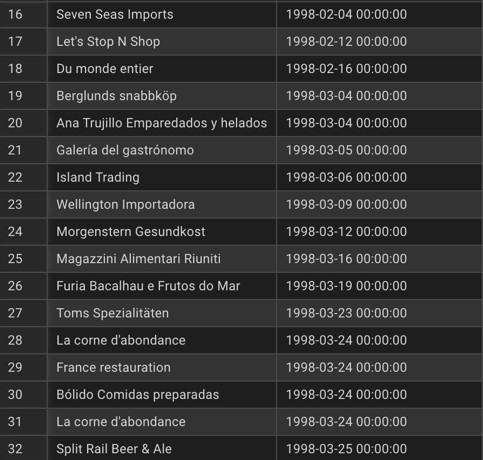 16 Seven Seas Imports 1998-02-04 00:00:00
17 Let's Stop N Shop 1998-02-12 00:00:00
18 Du monde entier 1998-02-16 00:00:00
19 Berglunds snabbköp 1998-03-04 00:00:00
20 Ana Trujillo Emparedados y helados 1998-03-04 00:00:00
21 Galería del gastrónomo 1998-03-05 00:00:00
22 Island Trading 1998-03-06 00:00:00
23 Wellington Importadora 1998-03-09 00:00:00
24 Morgenstern Gesundkost 1998-03-12 00:00:00
25 Magazzini Alimentari Riuniti 1998-03-16 00:00:00
26 Furia Bacalhau e Frutos do Mar 1998-03-19 00:00:00
27 Toms Spezialitäten 1998-03-23 00:00:00
28 La corne d'abondance 1998-03-24 00:00:00
29 France restauration 1998-03-24 00:00:00
30 Bólido Comidas preparadas 1998-03-24 00:00:00
31 La corne d'abondance 1998-03-24 00:00:00
32 Split Rail Beer & Ale 1998-03-25 00:00:00